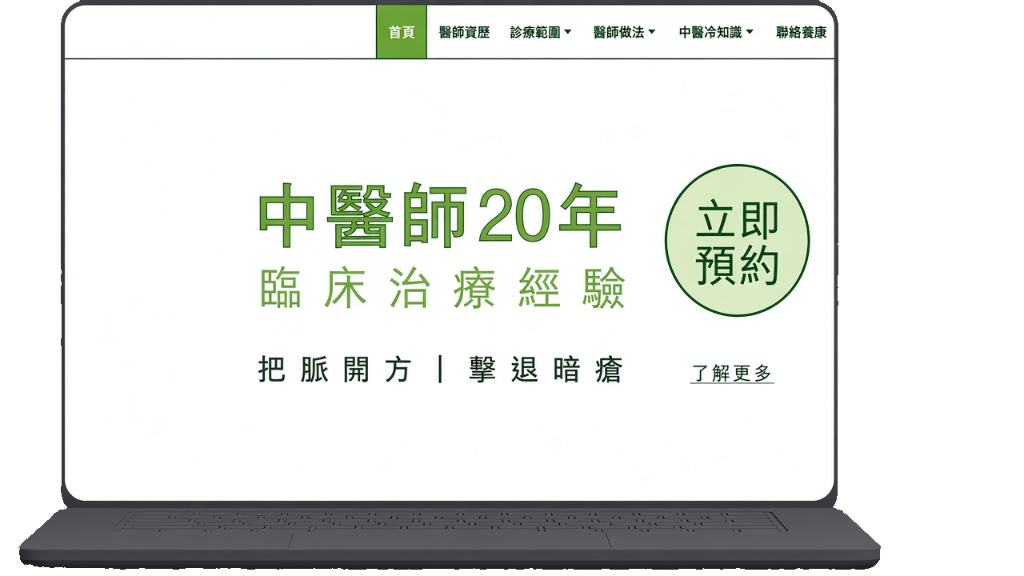 首頁 醫師資歷 診療範圍 醫師做法 中醫冷知識 聯絡養康
中醫師20年
臨床治療經驗
把脈開方｜擊退暗瘡
立即
預約
了解更多